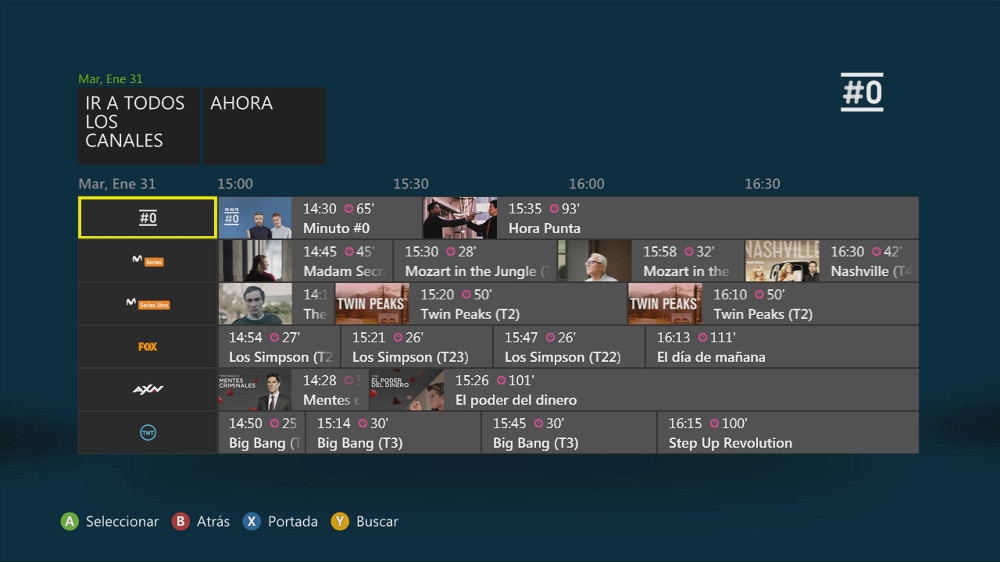 Mar, Ene 31
IR A TODOS
LOS
CANALES
AHORA
#0
Mar, Ene 31
15:00
15:30
16:00
16:30
#0
#0
14:30 65'
Minuto #0
15:35 93'
Hora Punta
M Series
14:45 45'
Madam Secr
15:30 28'
Mozart in the Jungle (
15:58 32'
Mozart in the
NASHVILLE
16:30 42'
Nashville (T4
M Series Xtra
14:1
The
TWIN PEAKS
15:20 50'
Twin Peaks (T2)
TWIN PEAKS
16:10 50'
Twin Peaks (T2)
FOX
14:54 27'
Los Simpson (T2
15:21 26'
Los Simpson (T23)
15:47 26'
Los Simpson (T22)
16:13 111'
El día de mañana
AXN
MENTES
CRIMINALES
14:28
Mentes c
EL PODER
DEL DINERO
15:26 101'
El poder del dinero
TNT
14:50 25
Big Bang (T
15:14 30'
Big Bang (T3)
15:45 30'
Big Bang (T3)
16:15 100'
Step Up Revolution
A Seleccionar B Atrás X Portada Y Buscar